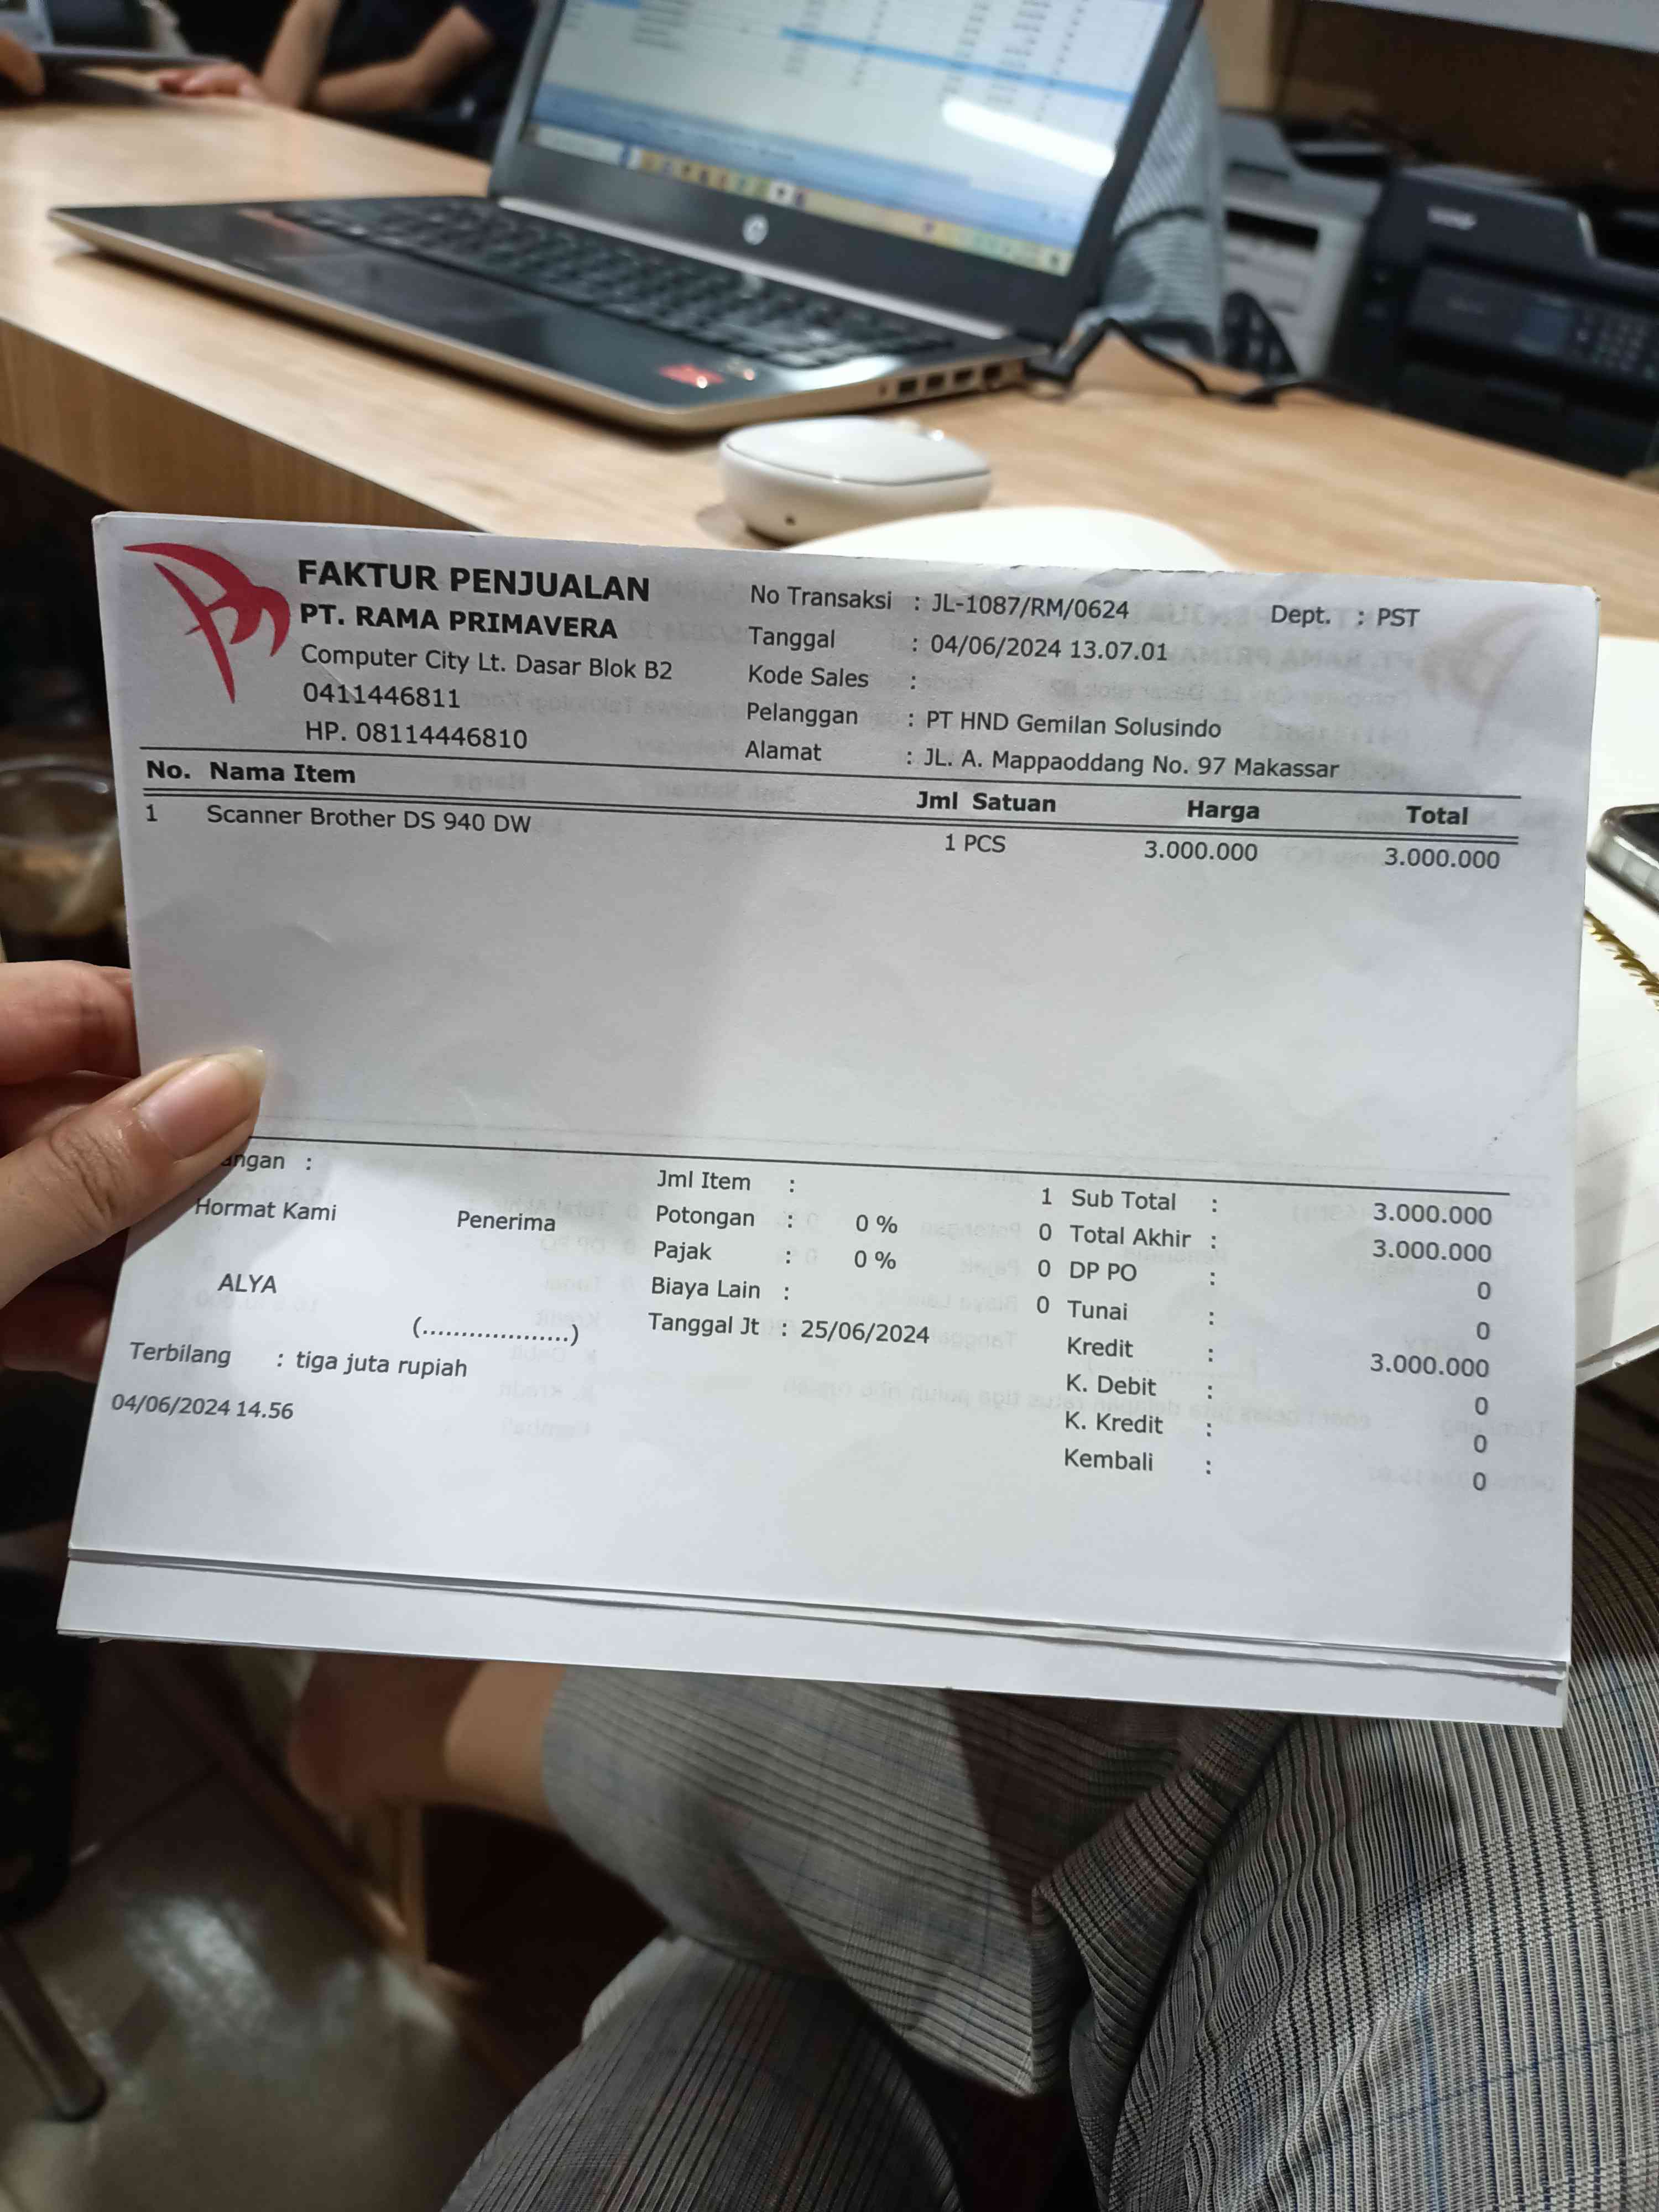 FAKTUR PENJUALAN
PT. RAMA PRIMAVERA
Computer City Lt. Dasar Blok B2
0411446811
HP. 08114446810
No Transaksi : JL-1087/RM/0624 Dept. : PST
Tanggal : 04/06/2024 13.07.01
Kode Sales :
Pelanggan : PT HND Gemilan Solusindo
Alamat : JL. A. Mappaoddang No. 97 Makassar
No. Nama Item Jml Satuan Harga Total
1 Scanner Brother DS 940 DW 1 PCS 3.000.000 3.000.000
angan :
Hormat Kami Penerima
ALYA
(....................)
Terbilang : tiga juta rupiah
04/06/2024 14.56
Jml Item : 1
Potongan : 0 % 0
Pajak : 0 % 0
Biaya Lain : 0
Tanggal Jt : 25/06/2024
Sub Total : 3.000.000
Total Akhir : 3.000.000
DP PO : 0
Tunai : 0
Kredit : 3.000.000
K. Debit : 0
K. Kredit : 0
Kembali : 0